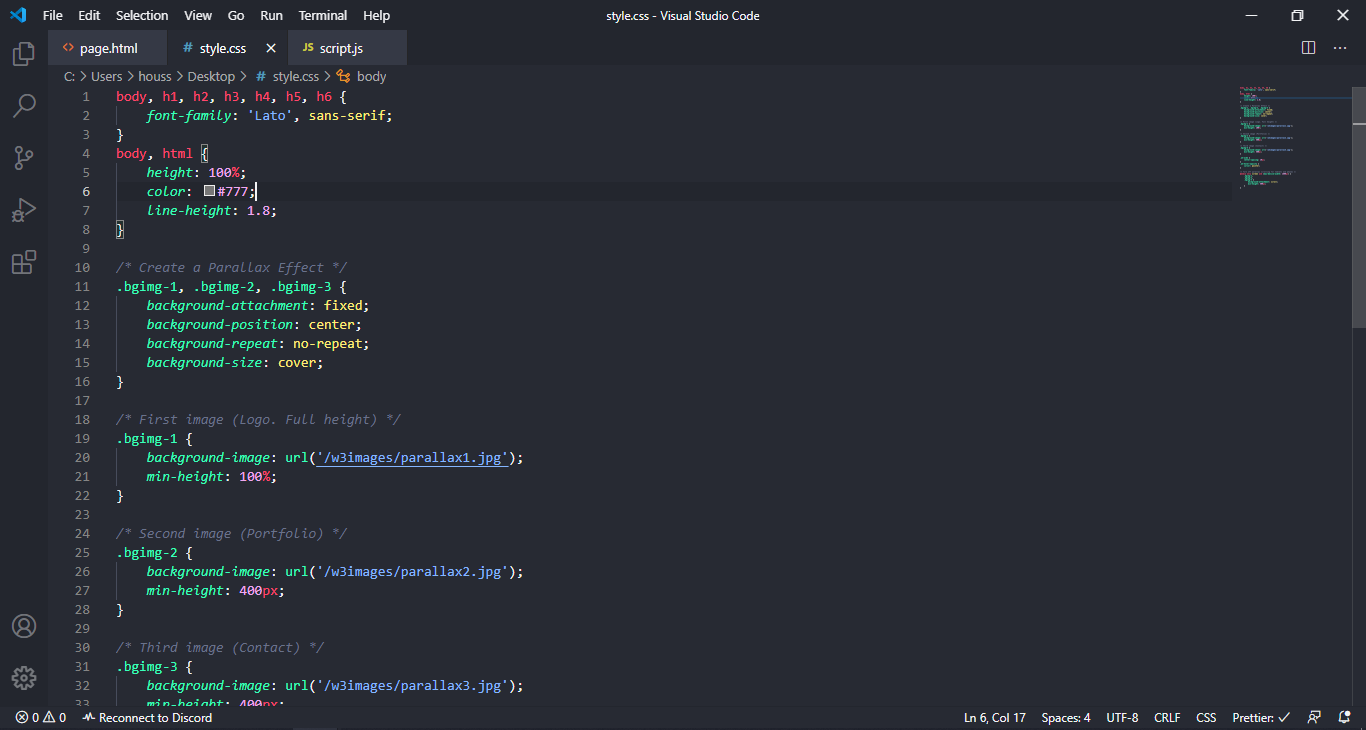 File Edit Selection View Go Run Terminal Help style.css - Visual Studio Code
<> page.html # style.css × JS script.js ···
C: > Users > houss > Desktop > # style.css > body
1 body, h1, h2, h3, h4, h5, h6 {
2 font-family: 'Lato', sans-serif;
3 }
4 body, html {
5 height: 100%;
6 color: #777;
7 line-height: 1.8;
8 }
9
10 /* Create a Parallax Effect */
11 .bgimg-1, .bgimg-2, .bgimg-3 {
12 background-attachment: fixed;
13 background-position: center;
14 background-repeat: no-repeat;
15 background-size: cover;
16 }
17
18 /* First image (Logo. Full height) */
19 .bgimg-1 {
20 background-image: url('/w3images/parallax1.jpg');
21 min-height: 100%;
22 }
23
24 /* Second image (Portfolio) */
25 .bgimg-2 {
26 background-image: url('/w3images/parallax2.jpg');
27 min-height: 400px;
28 }
29
30 /* Third image (Contact) */
31 .bgimg-3 {
32 background-image: url('/w3images/parallax3.jpg');
33 min-height: 400px;
0 0 Reconnect to Discord Ln 6, Col 17 Spaces: 4 UTF-8 CRLF CSS Prettier: ✓